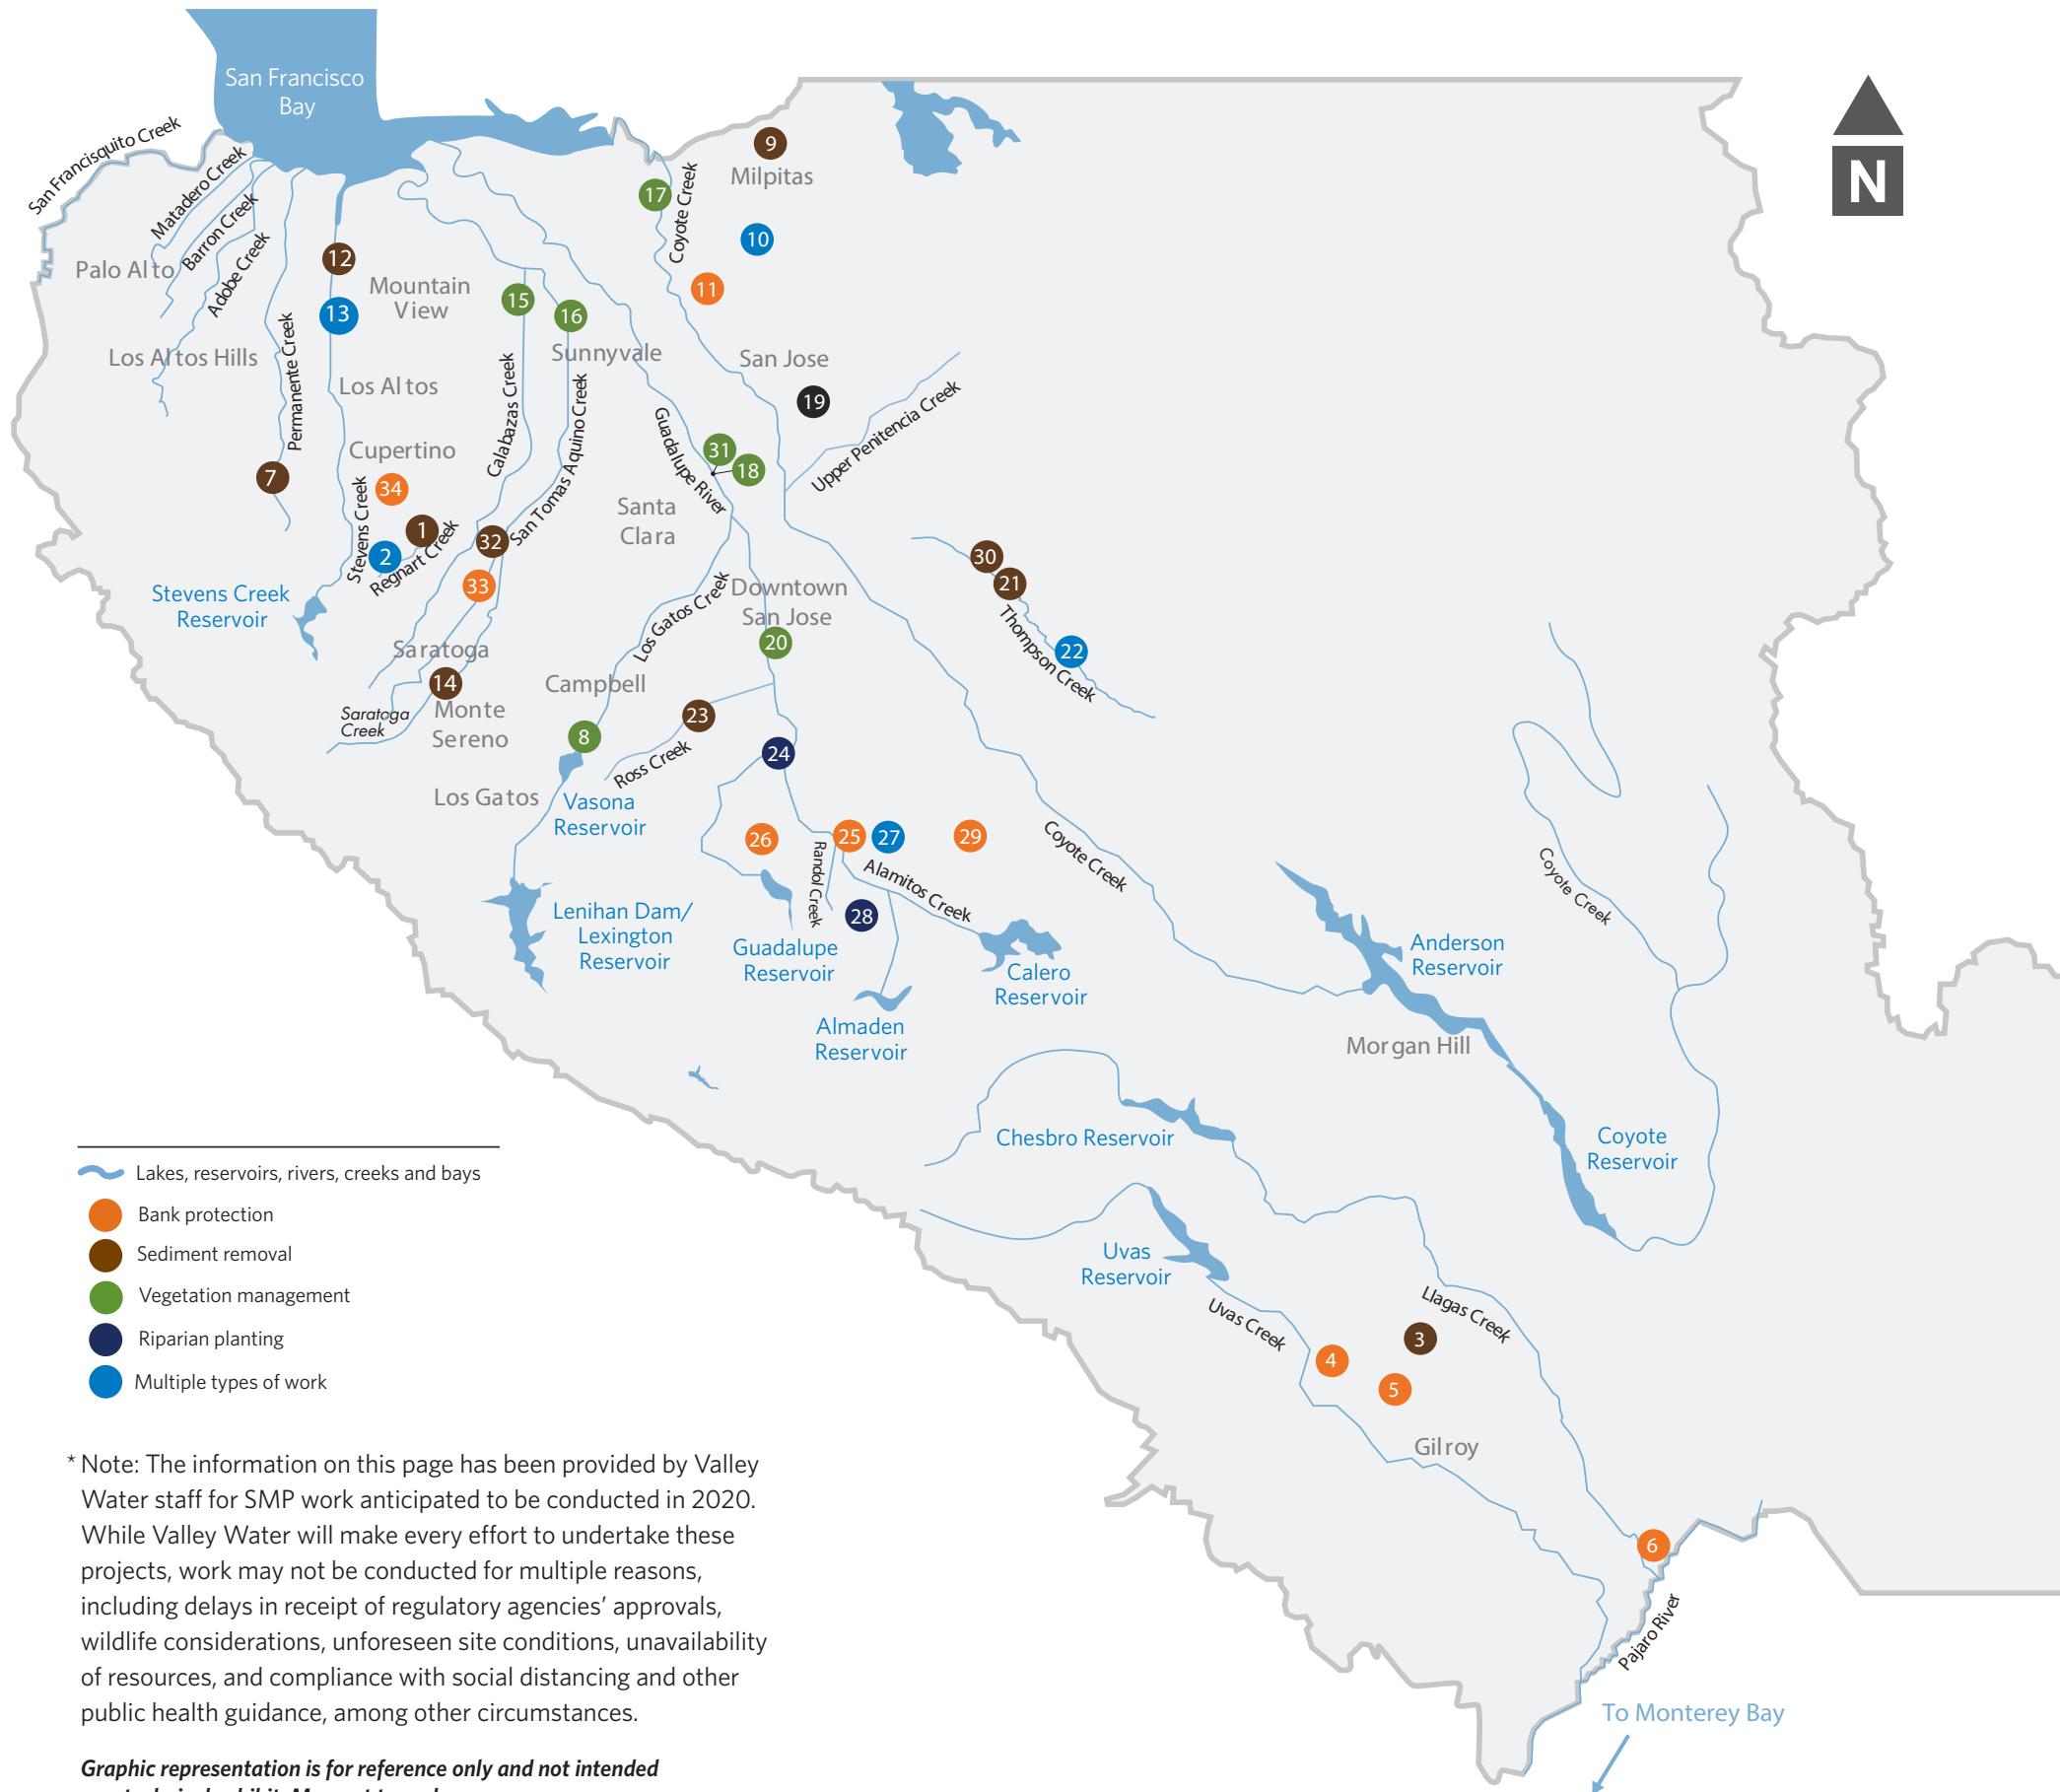 San Francisco
Bay
N
San Francisquito Creek
Matadero Creek
Barron Creek
Adobe Creek
Permanente Creek
Palo Alto
Los Altos Hills
9
Milpitas
17
Coyote Creek
10
11
12
13
Mountain
View
15
16
Sunnyvale
Los Altos
San Jose
19
Calabazas Creek
San Tomas Aquino Creek
Guadalupe River
Upper Penitencia Creek
Cupertino
31
18
7
34
Stevens Creek
1
2
Regnart Creek
32
33
Santa
Clara
30
21
Thompson Creek
22
Stevens Creek
Reservoir
Los Gatos Creek
Downtown
San Jose
20
Saratoga
14
Campbell
Saratoga
Creek
Monte
Sereno
23
8
Ross Creek
24
Los Gatos
Vasona
Reservoir
26
25
27
29
Randol Creek
Alamitos Creek
28
Coyote Creek
Coyote Creek
Lenihan Dam/
Lexington
Reservoir
Guadalupe
Reservoir
Calero
Reservoir
Almaden
Reservoir
Anderson
Reservoir
Morgan Hill
Chesbro Reservoir
Coyote
Reservoir
Uvas
Reservoir
Uvas Creek
Llagas Creek
3
4
5
Gilroy
6
Pajaro River
To Monterey Bay
Lakes, reservoirs, rivers, creeks and bays
Bank protection
Sediment removal
Vegetation management
Riparian planting
Multiple types of work
* Note: The information on this page has been provided by Valley
Water staff for SMP work anticipated to be conducted in 2020.
While Valley Water will make every effort to undertake these
projects, work may not be conducted for multiple reasons,
including delays in receipt of regulatory agencies' approvals,
wildlife considerations, unforeseen site conditions, unavailability
of resources, and compliance with social distancing and other
public health guidance, among other circumstances.
Graphic representation is for reference only and not intended